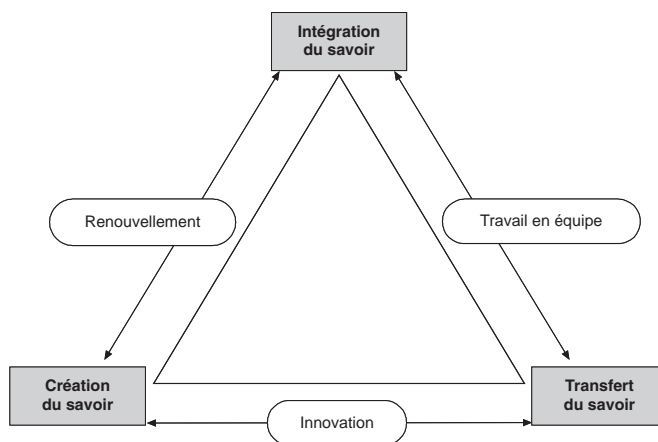 Intégration
du savoir
Renouvellement
Travail en équipe
Création
du savoir
Transfert
du savoir
Innovation